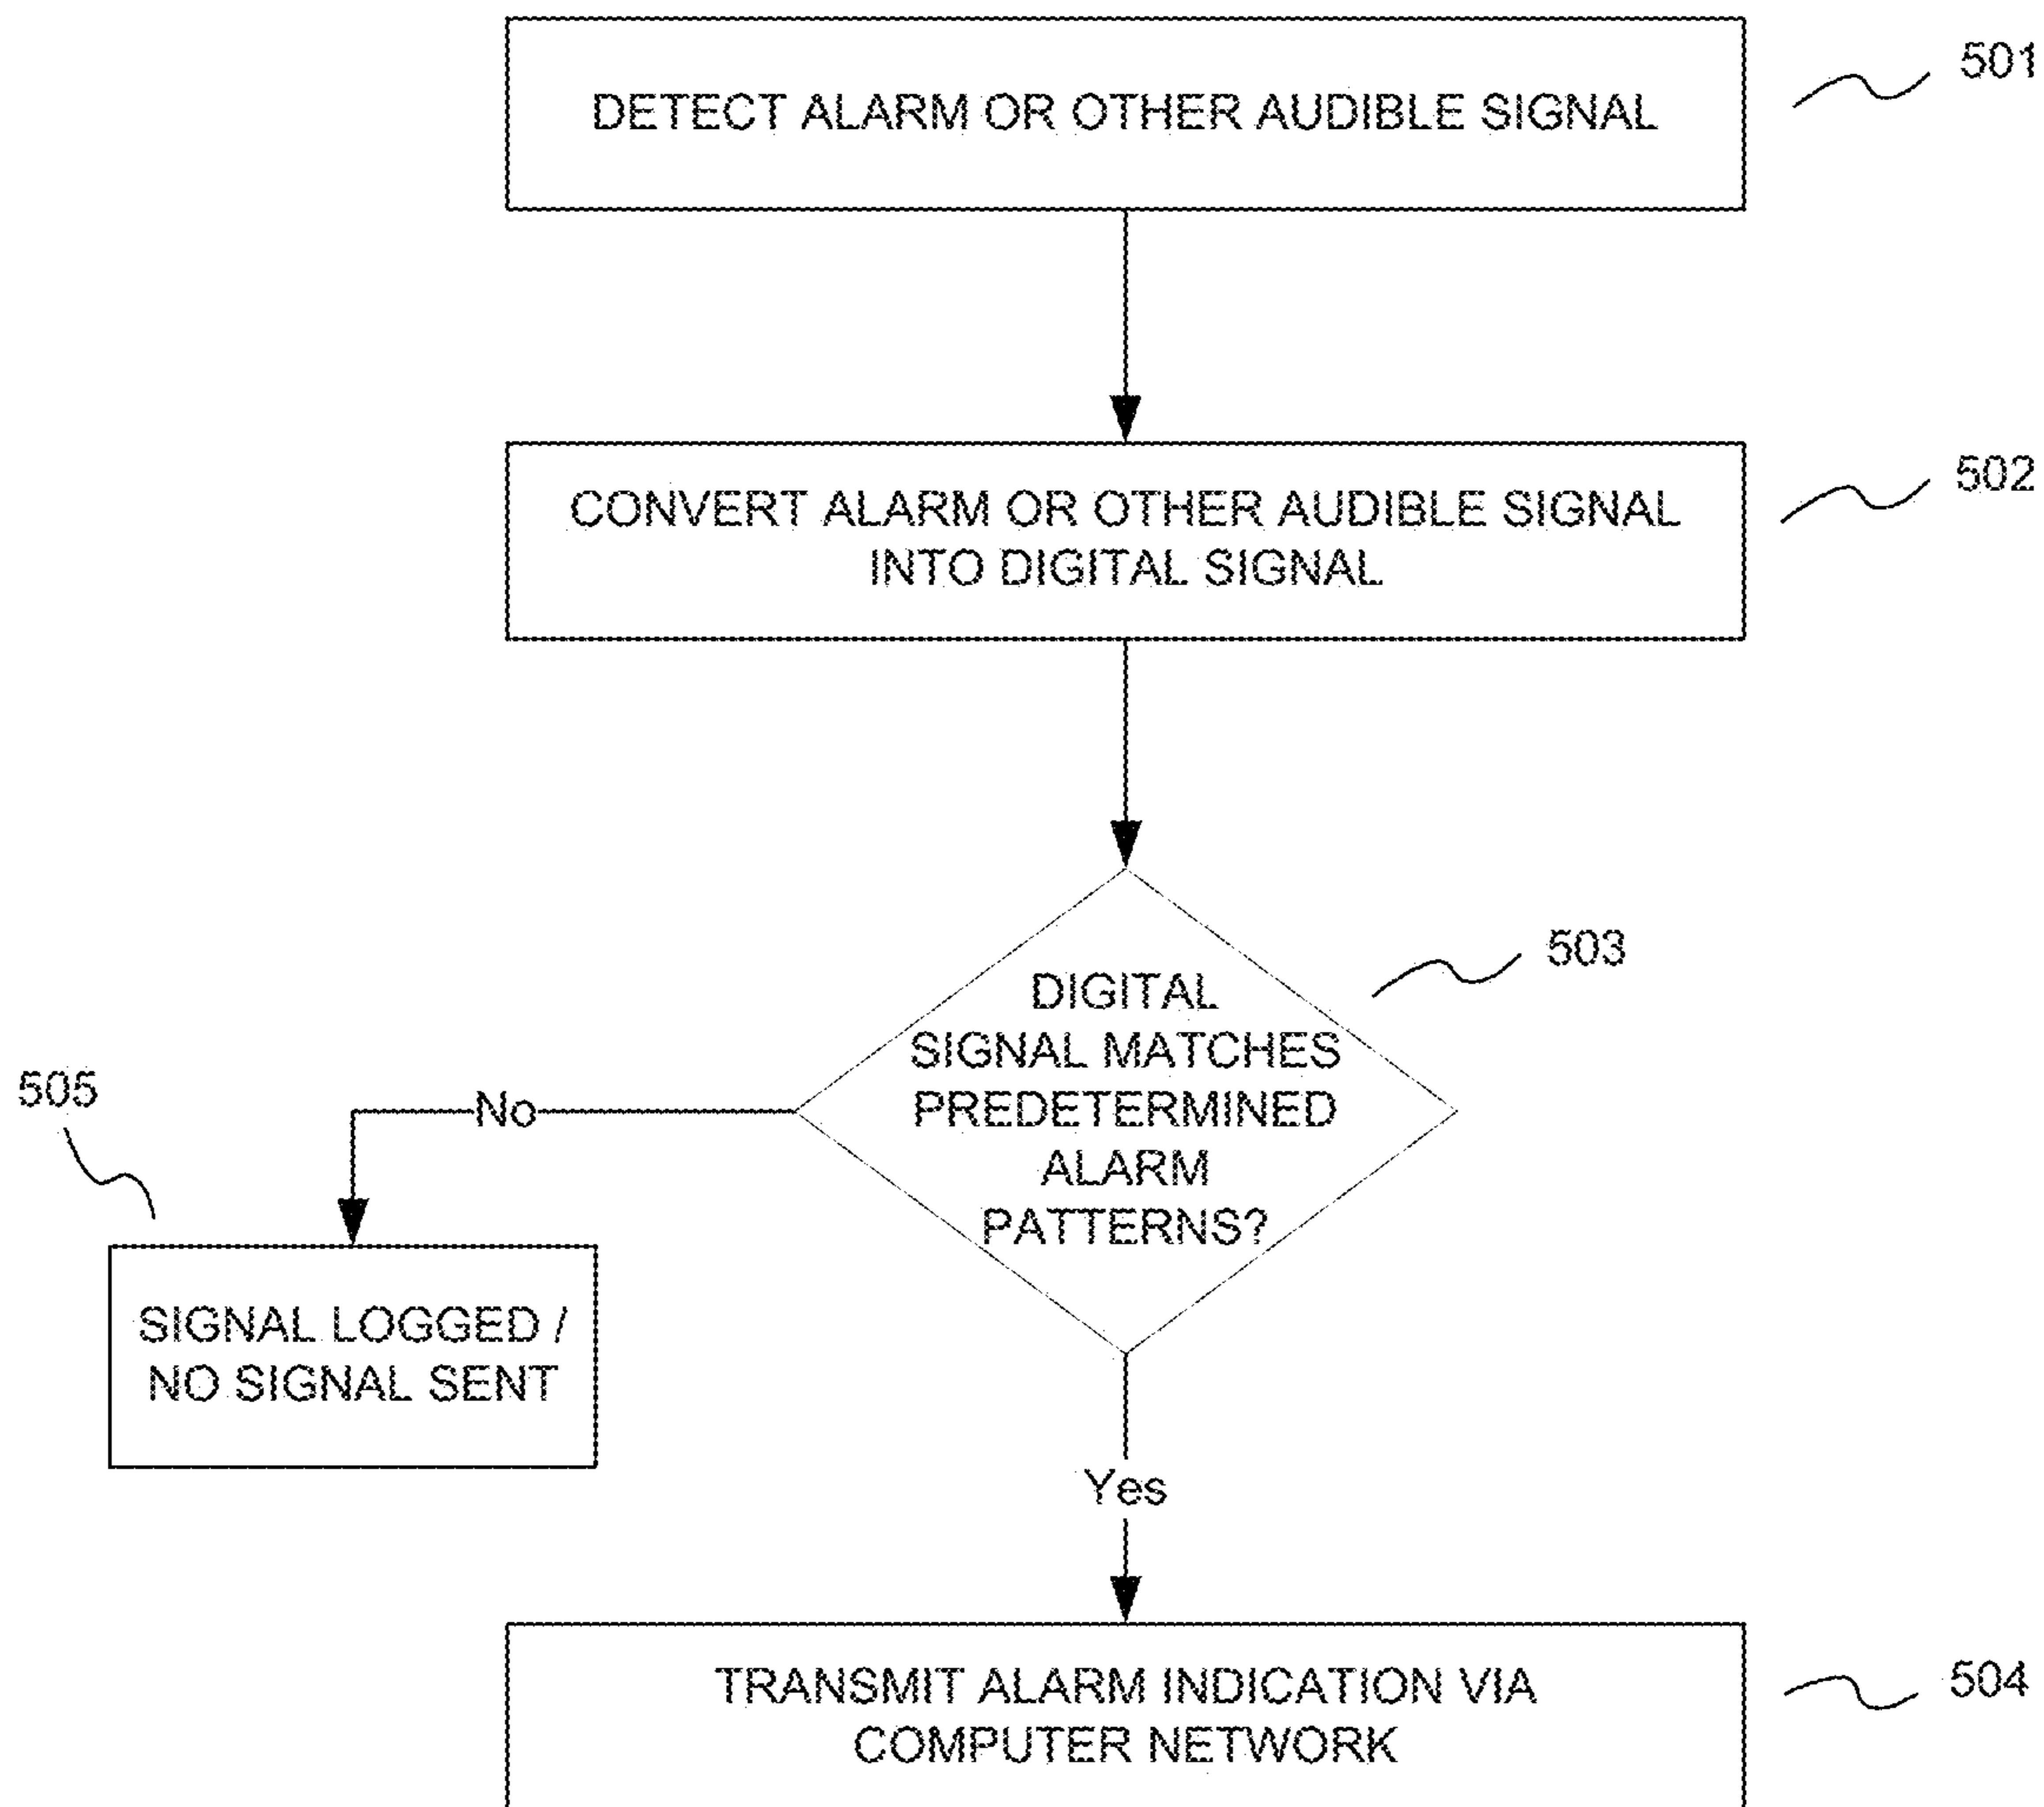 DETECT ALARM OR OTHER AUDIBLE SIGNAL
501
CONVERT ALARM OR OTHER AUDIBLE SIGNAL
INTO DIGITAL SIGNAL
502
DIGITAL
SIGNAL MATCHES
PREDETERMINED
ALARM
PATTERNS?
503
No
505
SIGNAL LOGGED /
NO SIGNAL SENT
Yes
TRANSMIT ALARM INDICATION VIA
COMPUTER NETWORK
504